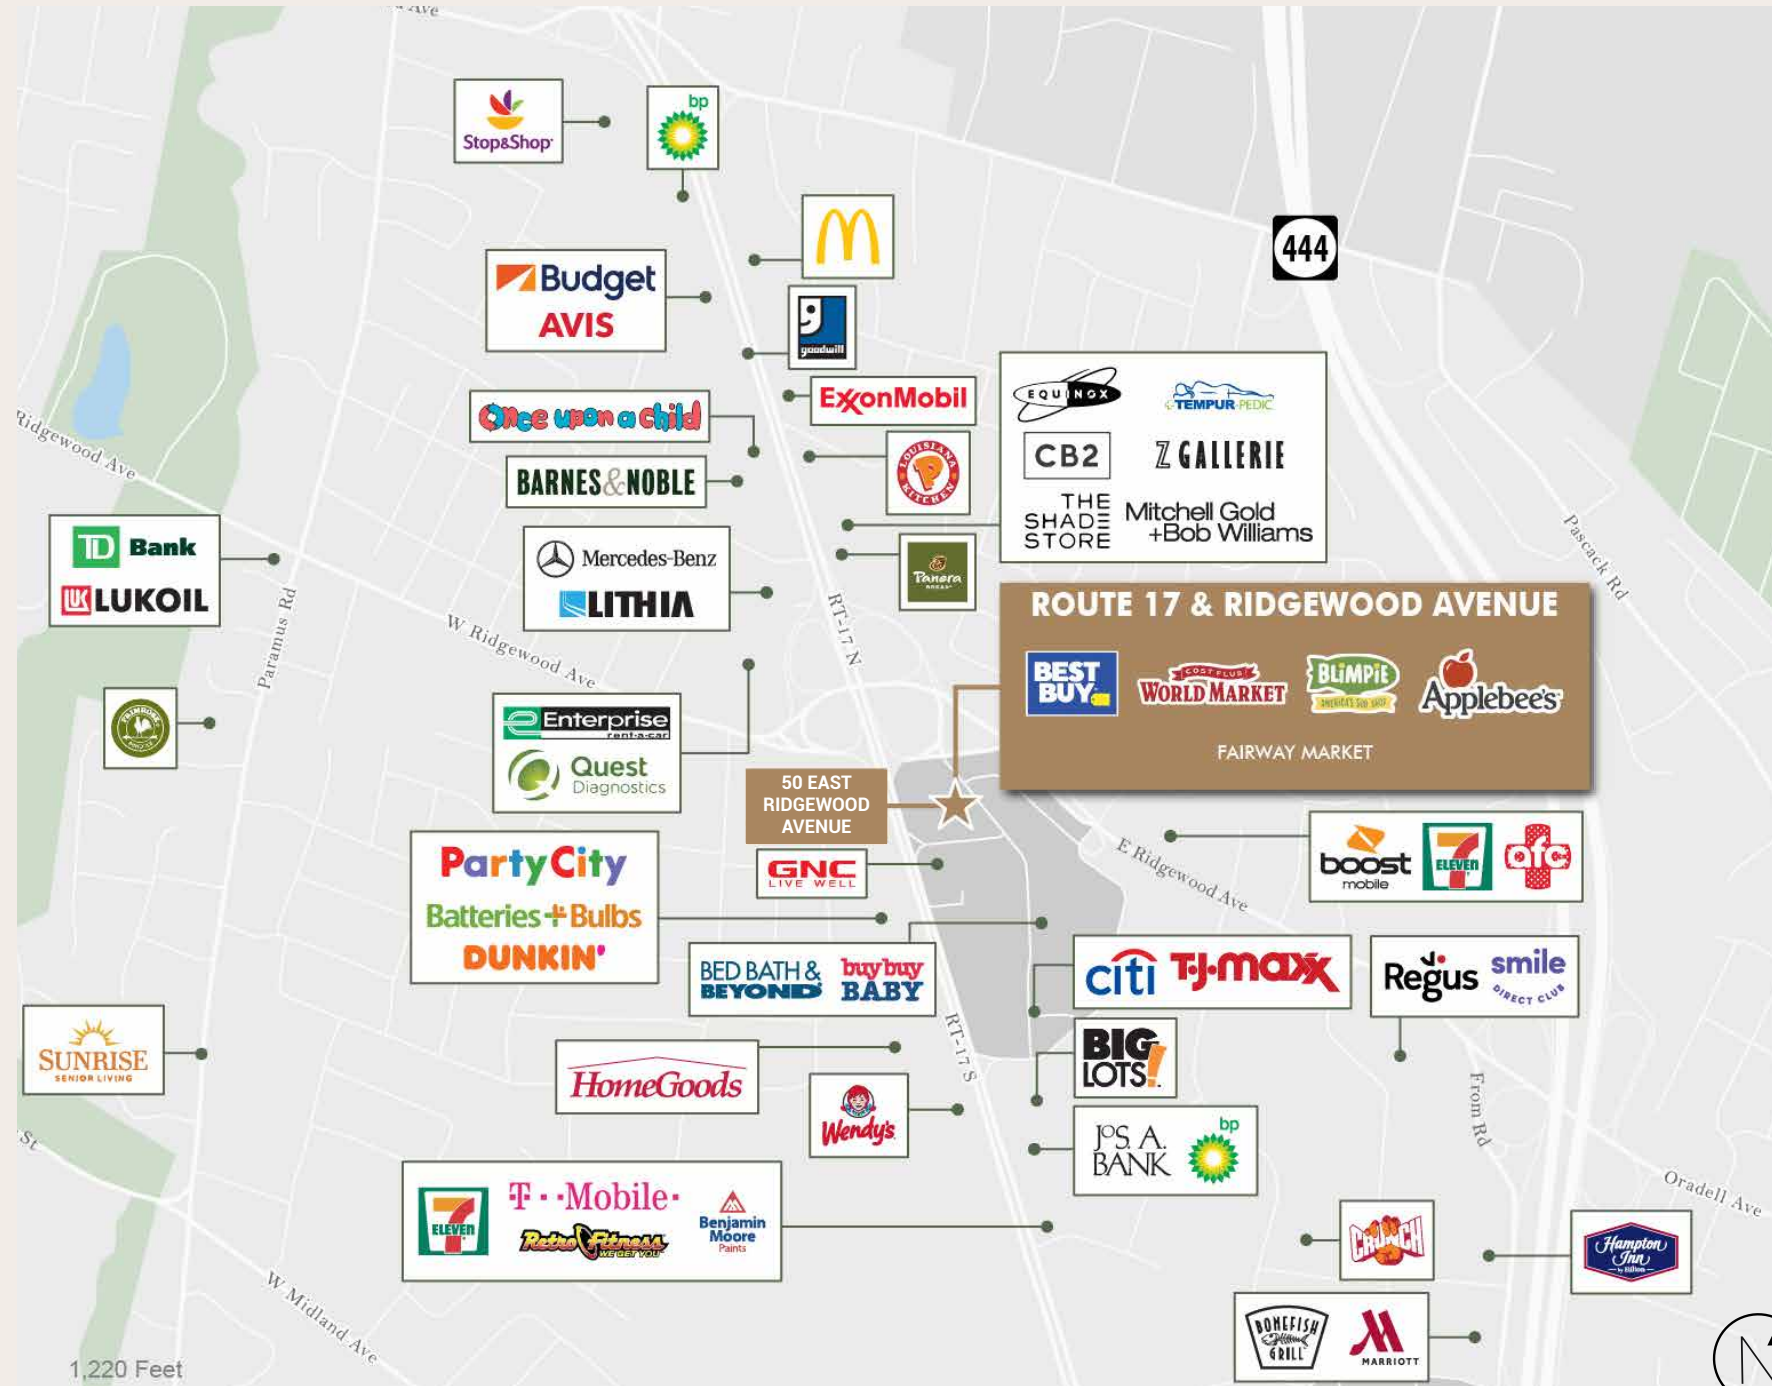 d Ave
Stop&Shop
bp
444
Budget
AVIS
goodwill
ExxonMobil
Once upon a child
BARNES&NOBLE
LOUISIANA
KITCHEN
EQUINOX
TEMPUR-PEDIC
CB2
Z GALLERIE
THE
SHADE
STORE
Mitchell Gold
+Bob Williams
Ridgewood Ave
TD Bank
LUKOIL
Mercedes-Benz
LITHIA
Panera
BREAD
Pascack Rd
Paramus Rd
W Ridgewood Ave
RT-17 N
ROUTE 17 & RIDGEWOOD AVENUE
BEST
BUY
COST PLUS
WORLD MARKET
BLIMPIE
AMERICA'S SUB SHOP
Applebee's
FAIRWAY MARKET
PRIMROSE
Enterprise
rent-a-car
Quest
Diagnostics
50 EAST
RIDGEWOOD
AVENUE
GNC
LIVE WELL
E Ridgewood Ave
boost
mobile
7
ELEVEN
afc
Party City
Batteries+Bulbs
DUNKIN'
BED BATH &
BEYOND
buybuy
BABY
citi
T·J·maxx
Regus
smile
DIRECT CLUB
SUNRISE
SENIOR LIVING
HomeGoods
RT-17 S
BIG
LOTS!
Wendy's
From Rd
JOS. A.
BANK
bp
St
7
ELEVEN
T··Mobile·
Retro Fitness
WE GET YOU
Benjamin
Moore
Paints
Oradell Ave
CRUNCH
Hampton
Inn
by Hilton
W Midland Ave
BONEFISH
GRILL
MARRIOTT
1,220 Feet
N